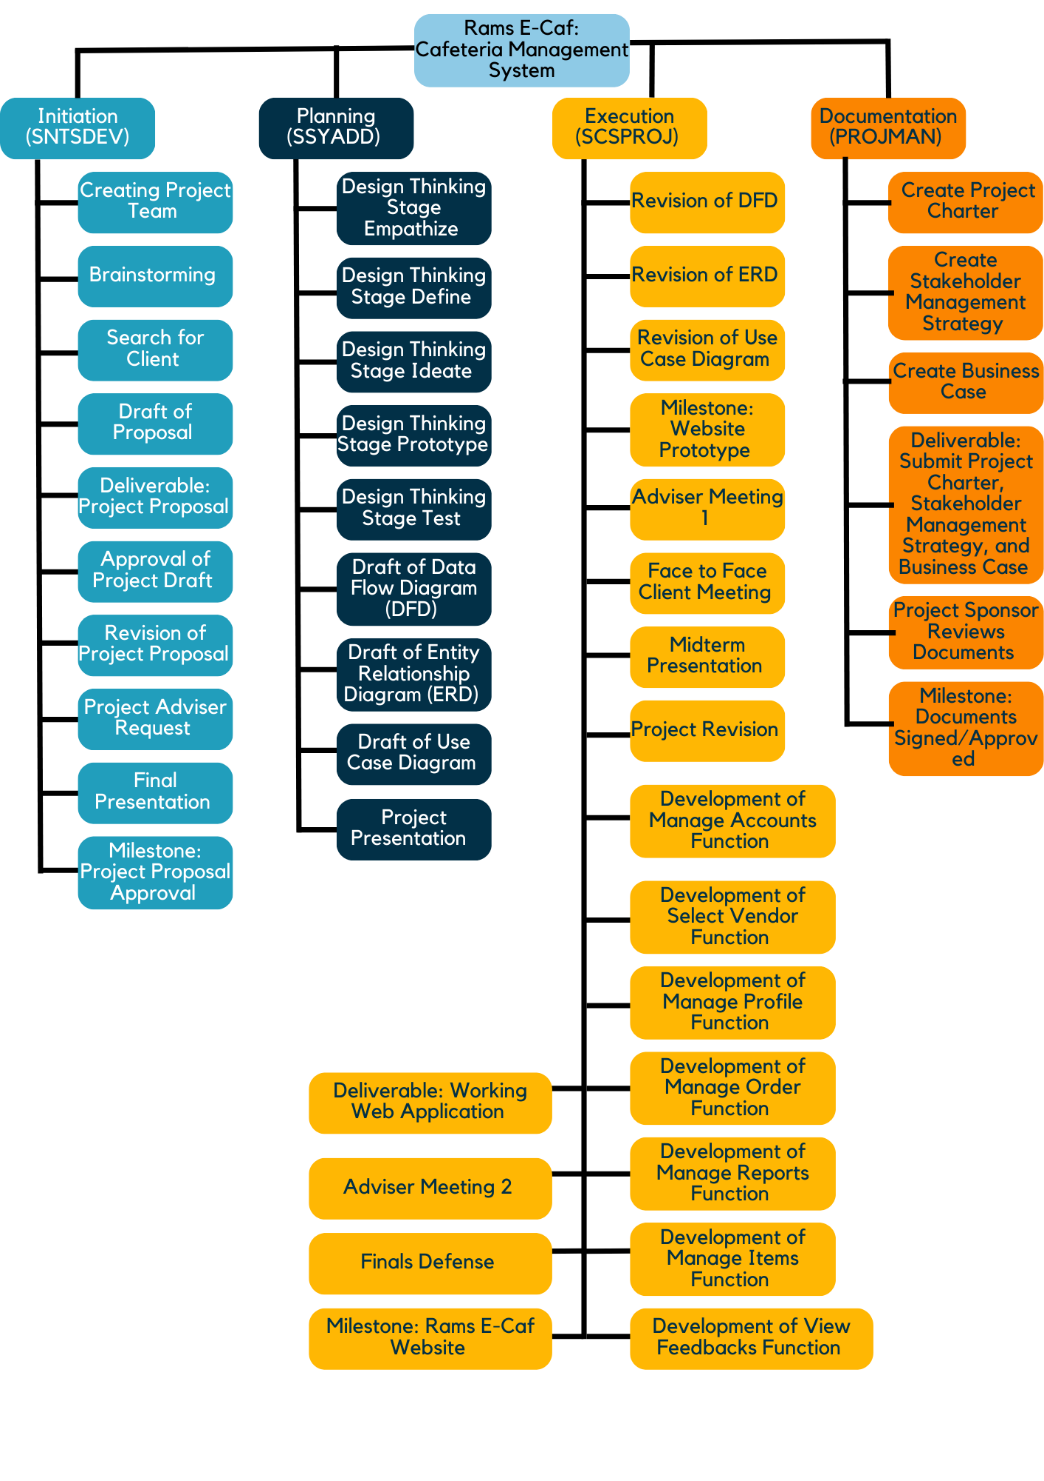 Rams E-Caf:
Cafeteria Management
System
Initiation
(SNTSDEV)
Creating Project
Team
Brainstorming
Search for
Client
Draft of
Proposal
Deliverable:
Project Proposal
Approval of
Project Draft
Revision of
Project Proposal
Project Adviser
Request
Final
Presentation
Milestone:
Project Proposal
Approval
Planning
(SSYADD)
Design Thinking
Stage
Empathize
Design Thinking
Stage Define
Design Thinking
Stage Ideate
Design Thinking
Stage Prototype
Design Thinking
Stage Test
Draft of Data
Flow Diagram
(DFD)
Draft of Entity
Relationship
Diagram (ERD)
Draft of Use
Case Diagram
Project
Presentation
Execution
(SCSPROJ)
Revision of DFD
Revision of ERD
Revision of Use
Case Diagram
Milestone:
Website
Prototype
Adviser Meeting
1
Face to Face
Client Meeting
Midterm
Presentation
Project Revision
Development of
Manage Accounts
Function
Development of
Select Vendor
Function
Development of
Manage Profile
Function
Development of
Manage Order
Function
Development of
Manage Reports
Function
Development of
Manage Items
Function
Development of View
Feedbacks Function
Deliverable: Working
Web Application
Adviser Meeting 2
Finals Defense
Milestone: Rams E-Caf
Website
Documentation
(PROJMAN)
Create Project
Charter
Create
Stakeholder
Management
Strategy
Create Business
Case
Deliverable:
Submit Project
Charter,
Stakeholder
Management
Strategy, and
Business Case
Project Sponsor
Reviews
Documents
Milestone:
Documents
Signed/Approv
ed